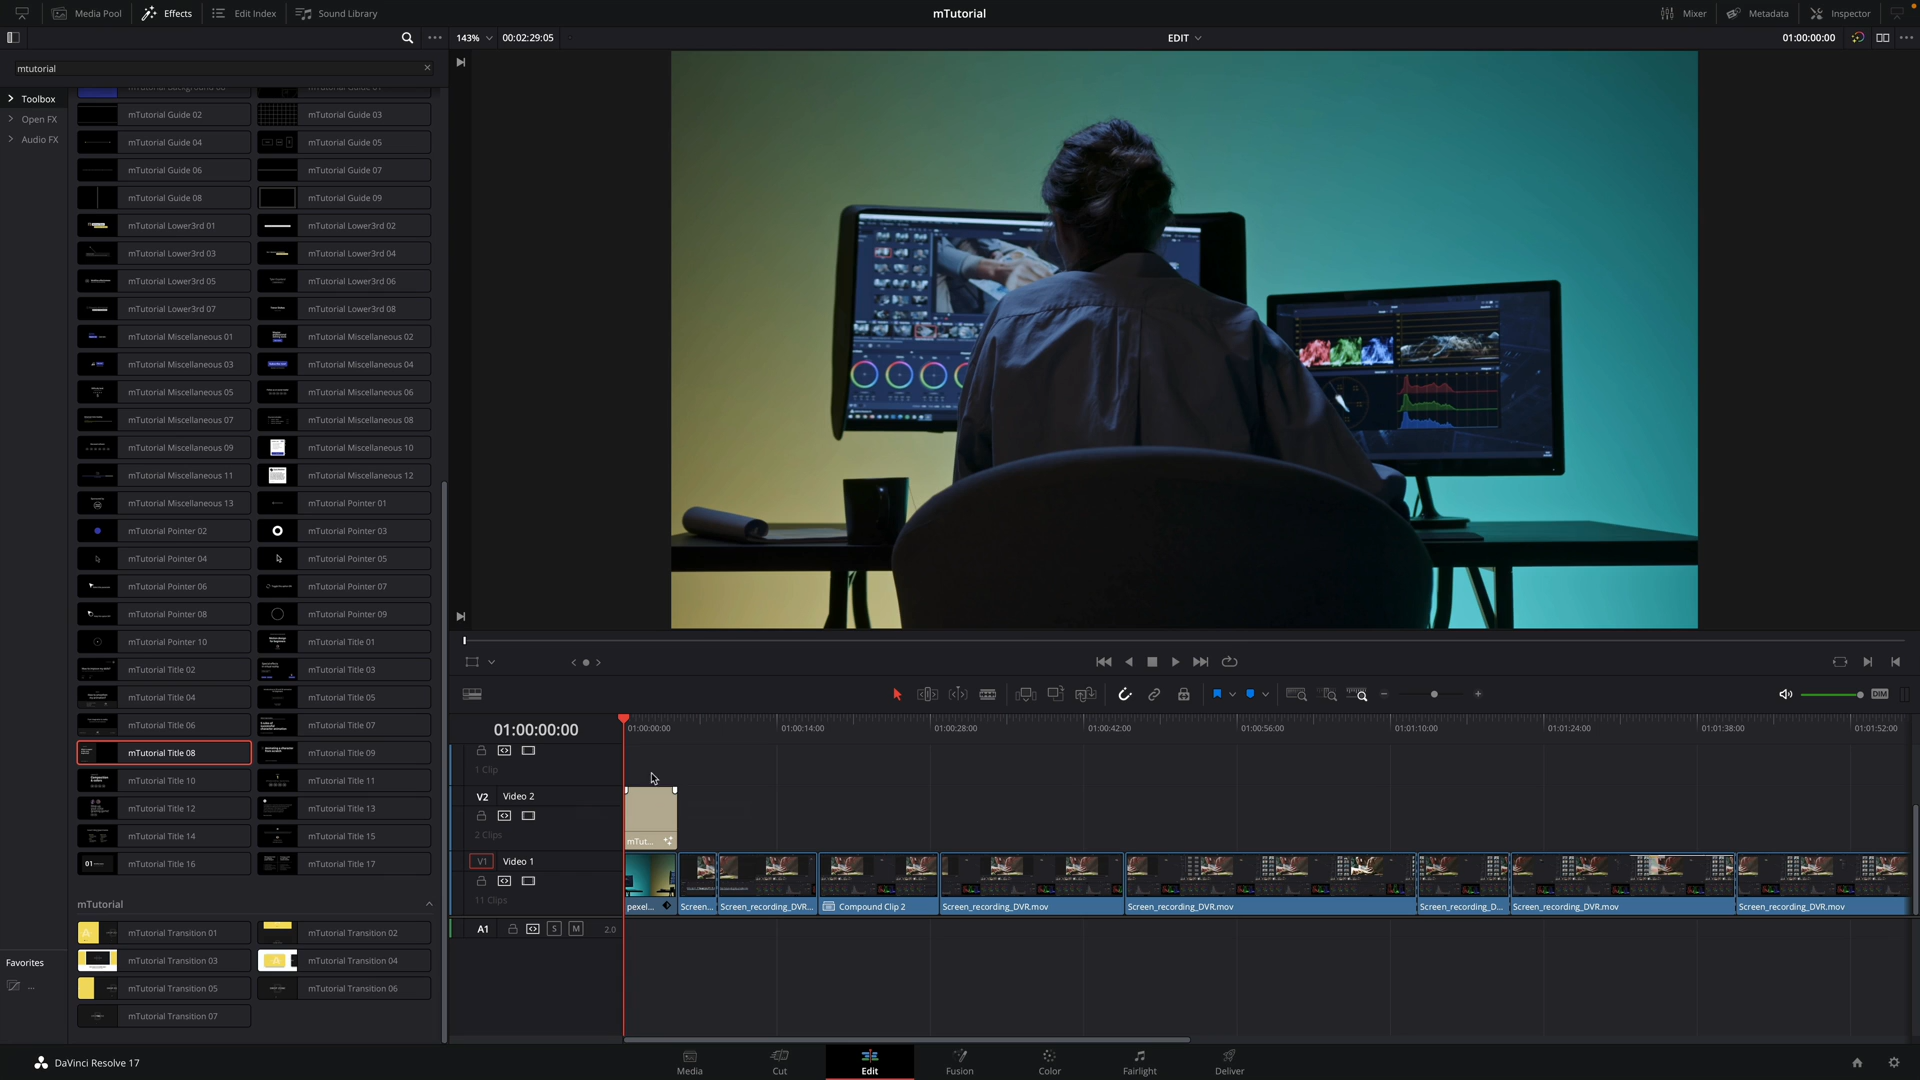 Media Pool Effects Edit Index Sound Library mTutorial Mixer Metadata Inspector
143% 00:02:29:05 EDIT 01:00:00:00
mtutorial
Toolbox
Open FX
Audio FX
mTutorial Guide 02 mTutorial Guide 03
mTutorial Guide 04 mTutorial Guide 05
mTutorial Guide 06 mTutorial Guide 07
mTutorial Guide 08 mTutorial Guide 09
mTutorial Lower3rd 01 mTutorial Lower3rd 02
mTutorial Lower3rd 03 mTutorial Lower3rd 04
mTutorial Lower3rd 05 mTutorial Lower3rd 06
mTutorial Lower3rd 07 mTutorial Lower3rd 08
mTutorial Miscellaneous 01 mTutorial Miscellaneous 02
mTutorial Miscellaneous 03 mTutorial Miscellaneous 04
mTutorial Miscellaneous 05 mTutorial Miscellaneous 06
mTutorial Miscellaneous 07 mTutorial Miscellaneous 08
mTutorial Miscellaneous 09 mTutorial Miscellaneous 10
mTutorial Miscellaneous 11 mTutorial Miscellaneous 12
mTutorial Miscellaneous 13 mTutorial Pointer 01
mTutorial Pointer 02 mTutorial Pointer 03
mTutorial Pointer 04 mTutorial Pointer 05
mTutorial Pointer 06 mTutorial Pointer 07
mTutorial Pointer 08 mTutorial Pointer 09
mTutorial Pointer 10 mTutorial Title 01
mTutorial Title 02 mTutorial Title 03
mTutorial Title 04 mTutorial Title 05
mTutorial Title 06 mTutorial Title 07
mTutorial Title 08 mTutorial Title 09
mTutorial Title 10 mTutorial Title 11
mTutorial Title 12 mTutorial Title 13
mTutorial Title 14 mTutorial Title 15
01 mTutorial Title 16 mTutorial Title 17
mTutorial
A mTutorial Transition 01 mTutorial Transition 02
mTutorial Transition 03 A mTutorial Transition 04
mTutorial Transition 05 mTutorial Transition 06
mTutorial Transition 07
Favorites
...
DIM
01:00:00:00
01:00:00:00 01:00:14:00 01:00:28:00 01:00:42:00 01:00:56:00 01:01:10:00 01:01:24:00 01:01:38:00 01:01:52:00
1 Clip
V2 Video 2
2 Clips
mTut...
V1 Video 1
11 Clips
pexel... Screen... Screen_recording_DVR... Compound Clip 2 Screen_recording_DVR.mov Screen_recording_DVR.mov Screen_recording_D... Screen_recording_DVR.mov Screen_recording_DVR.mov
A1 S M 2.0
DaVinci Resolve 17
Media Cut Edit Fusion Color Fairlight Deliver